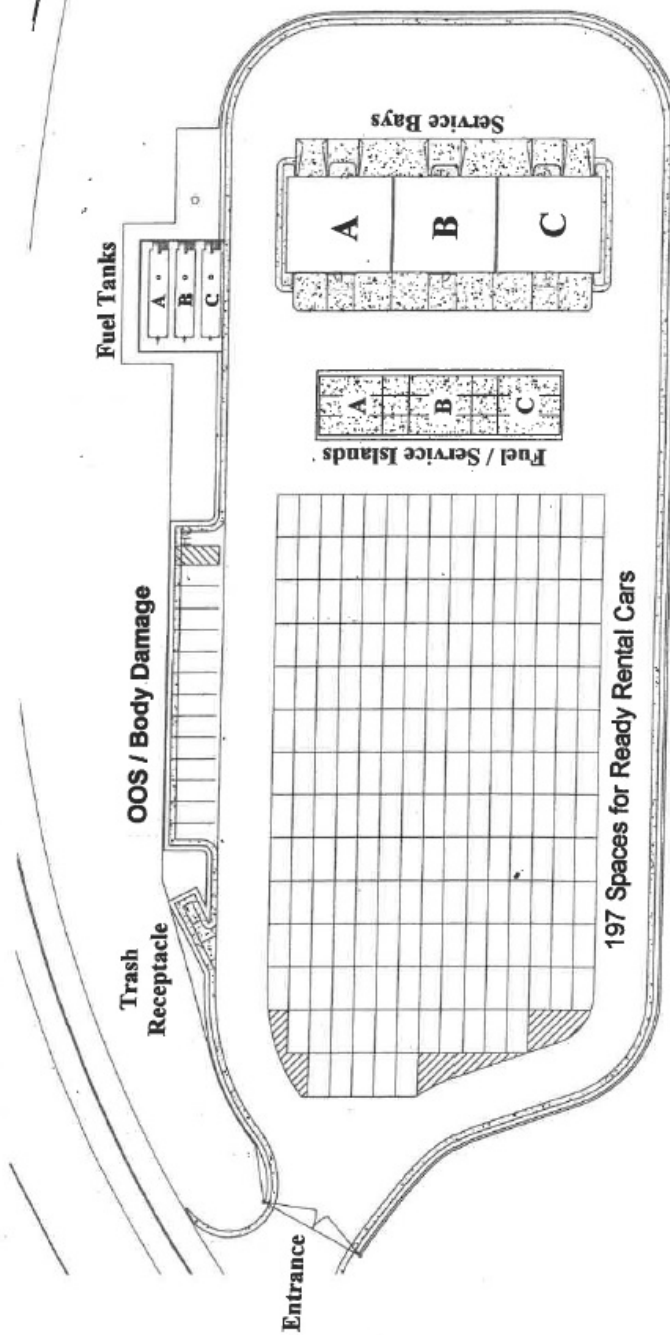 Fuel Tanks
A
B
C
Service Bays
A
B
C
Fuel / Service Islands
A
B
C
OOS / Body Damage
Trash
Receptacle
197 Spaces for Ready Rental Cars
Entrance